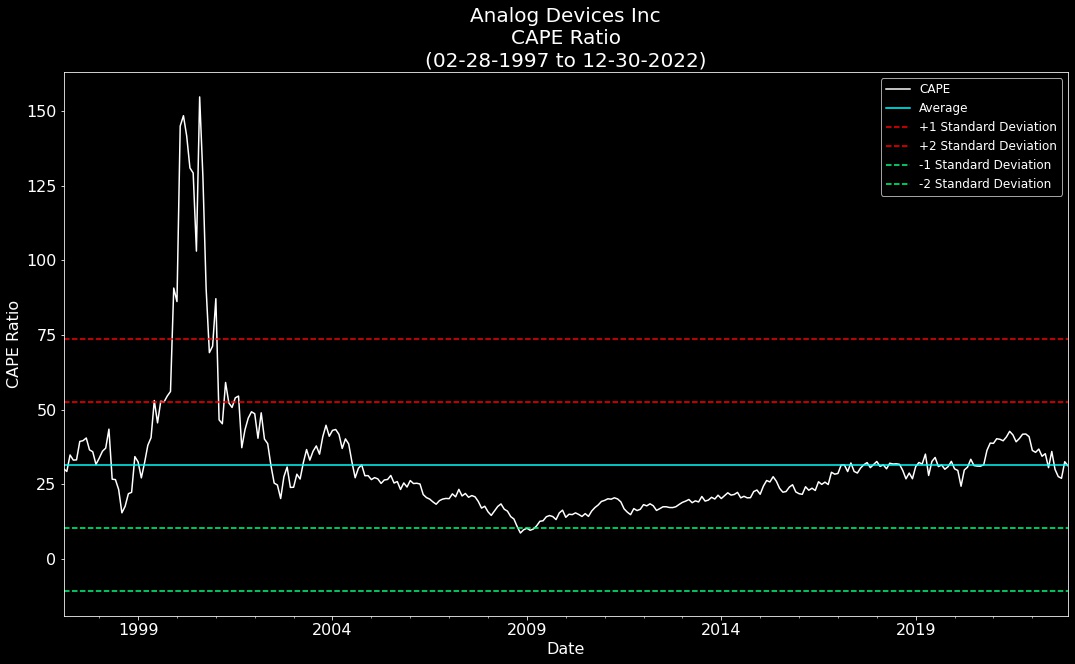 Analog Devices Inc
CAPE Ratio
(02-28-1997 to 12-30-2022)
CAPE
Average
+1 Standard Deviation
+2 Standard Deviation
-1 Standard Deviation
-2 Standard Deviation
CAPE Ratio
150
125
100
75
50
25
0
1999
2004
2009
2014
2019
Date